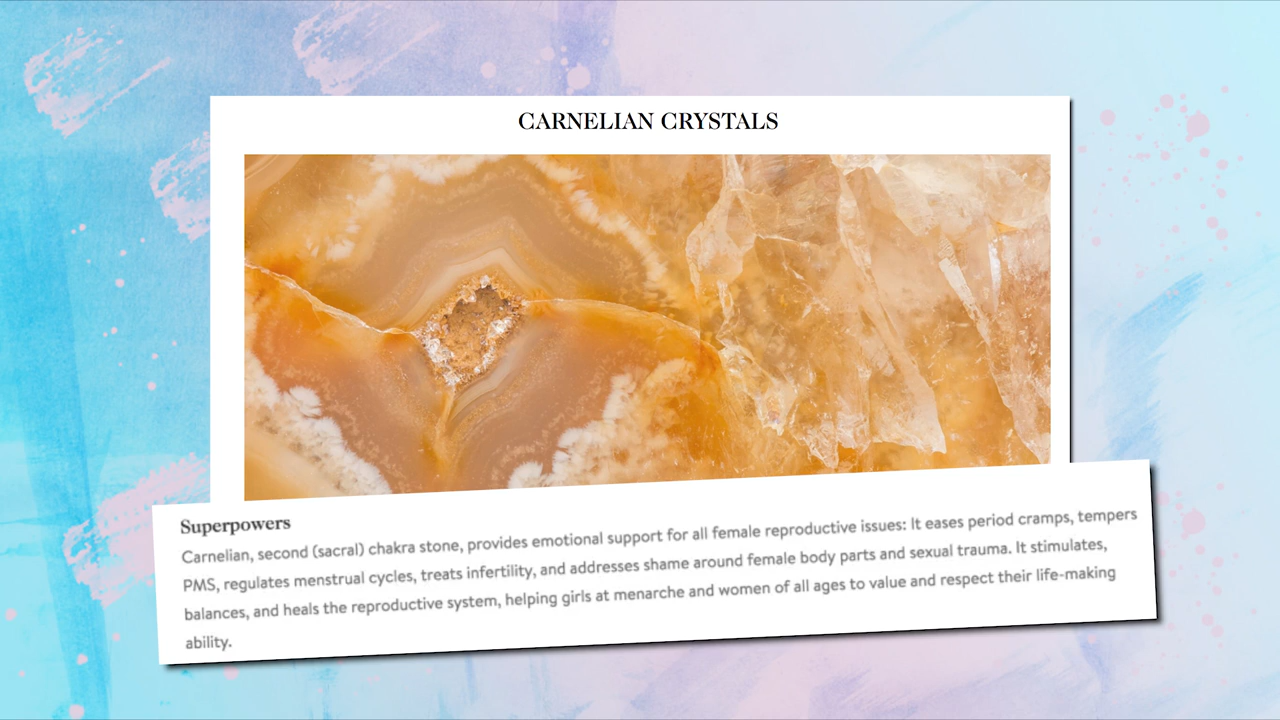 CARNELIAN CRYSTALS
Superpowers
Carnelian, second (sacral) chakra stone, provides emotional support for all female reproductive issues: It eases period cramps, tempers
PMS, regulates menstrual cycles, treats infertility, and addresses shame around female body parts and sexual trauma. It stimulates,
balances, and heals the reproductive system, helping girls at menarche and women of all ages to value and respect their life-making
ability.